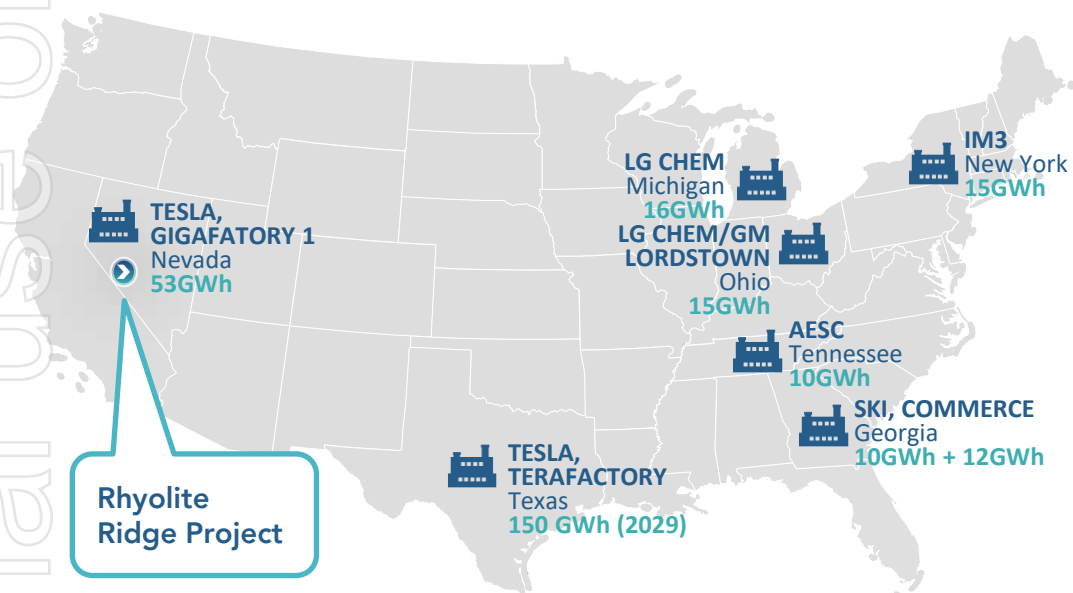 TESLA,
GIGAFATORY 1
Nevada
53GWh
LG CHEM
Michigan
16GWh
LG CHEM/GM
LORDSTOWN
Ohio
15GWh
IM3
New York
15GWh
AESC
Tennessee
10GWh
SKI, COMMERCE
Georgia
10GWh + 12GWh
TESLA,
TERAFACTORY
Texas
150 GWh (2029)
Rhyolite
Ridge Project
use